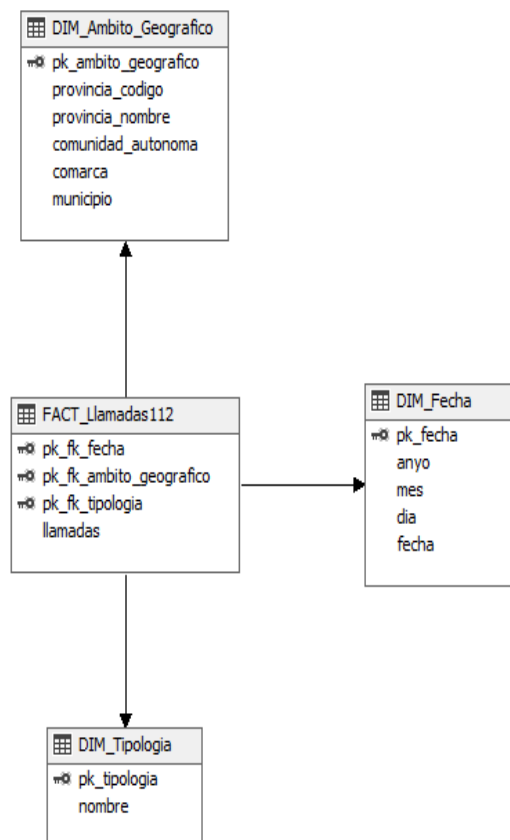 DIM_Ambito_Geografico
pk_ambito_geografico
provincia_codigo
provincia_nombre
comunidad_autonoma
comarca
municipio
FACT_Llamadas112
pk_fk_fecha
pk_fk_ambito_geografico
pk_fk_tipologia
llamadas
DIM_Fecha
pk_fecha
anyo
mes
dia
fecha
DIM_Tipologia
pk_tipologia
nombre